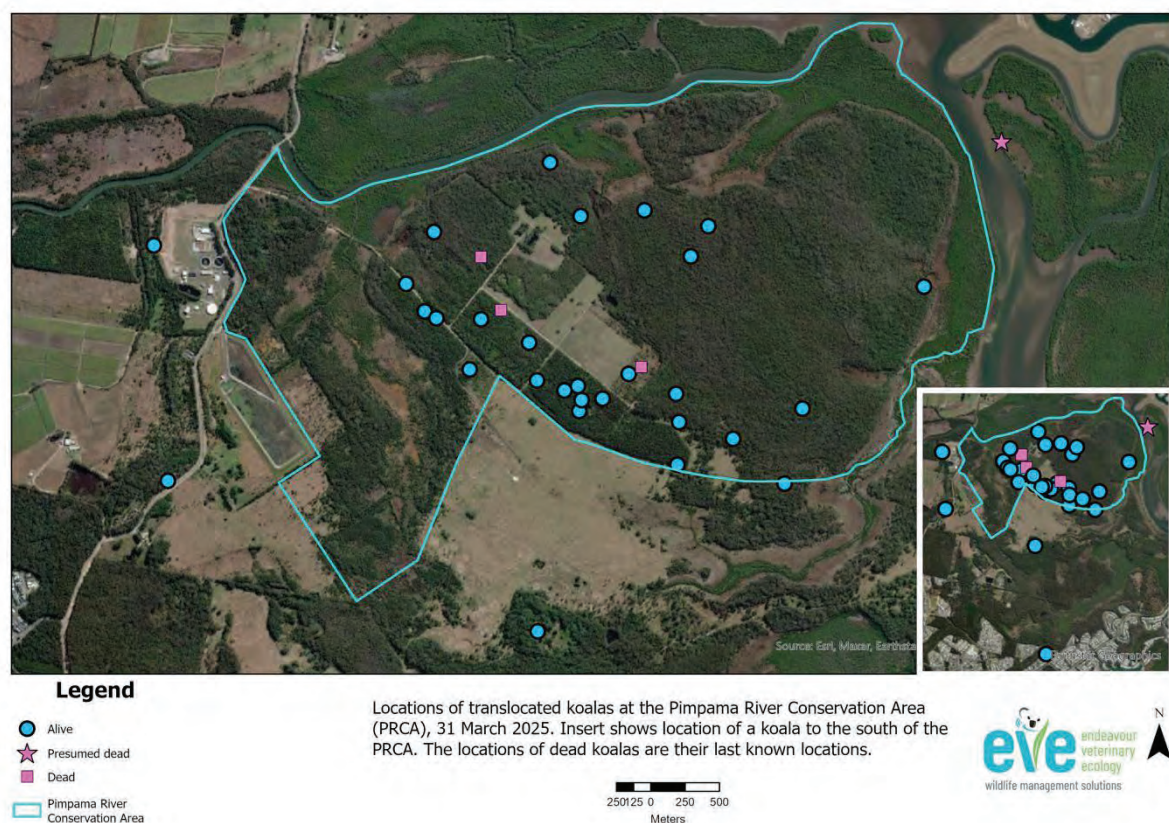 Source: Esri, Maxar, Earthsta
Legend
Alive
Presumed dead
Dead
Pimpama River
Conservation Area
Locations of translocated koalas at the Pimpama River Conservation Area
(PRCA), 31 March 2025. Insert shows location of a koala to the south of the
PRCA. The locations of dead koalas are their last known locations.
250 125 0 250 500
Meters
eve endeavour
veterinary
ecology
wildlife management solutions
N